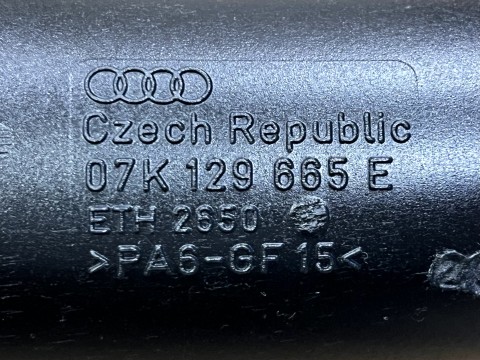 Czech Republic
07K 129 665 E
ETH 2650
>PA6-GF15<